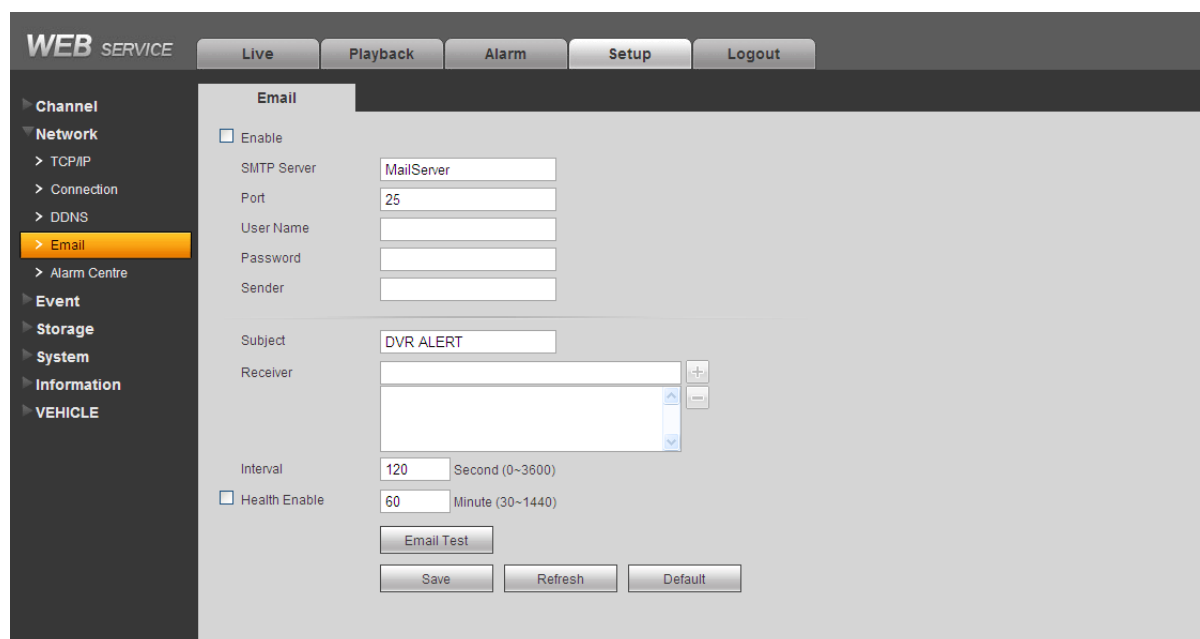 WEB SERVICE
Live Playback Alarm Setup Logout
Channel
Network
> TCP/IP
> Connection
> DDNS
> Email
> Alarm Centre
Event
Storage
System
Information
VEHICLE
Email
Enable
SMTP Server MailServer
Port 25
User Name
Password
Sender
Subject DVR ALERT
Receiver
Interval 120 Second (0~3600)
Health Enable 60 Minute (30~1440)
Email Test
Save Refresh Default